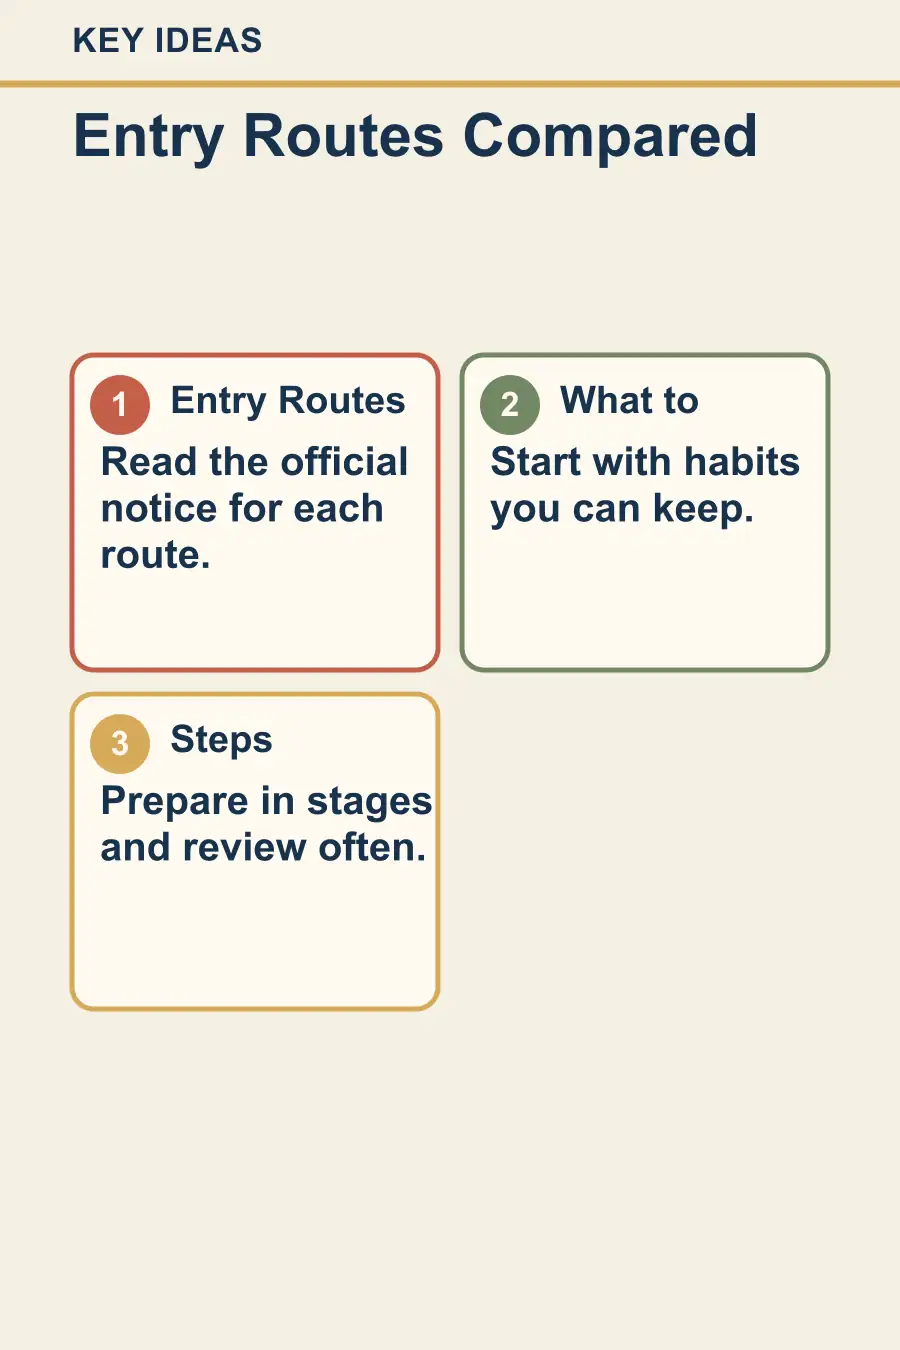 KEY IDEAS
Entry Routes Compared
1 Entry Routes
Read the official
notice for each
route.
2 What to
Start with habits
you can keep.
3 Steps
Prepare in stages
and review often.